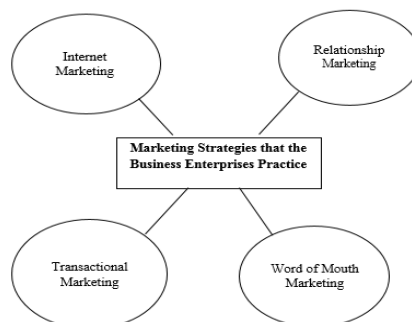 Internet
Marketing
Relationship
Marketing
Marketing Strategies that the
Business Enterprises Practice
Transactional
Marketing
Word of Mouth
Marketing